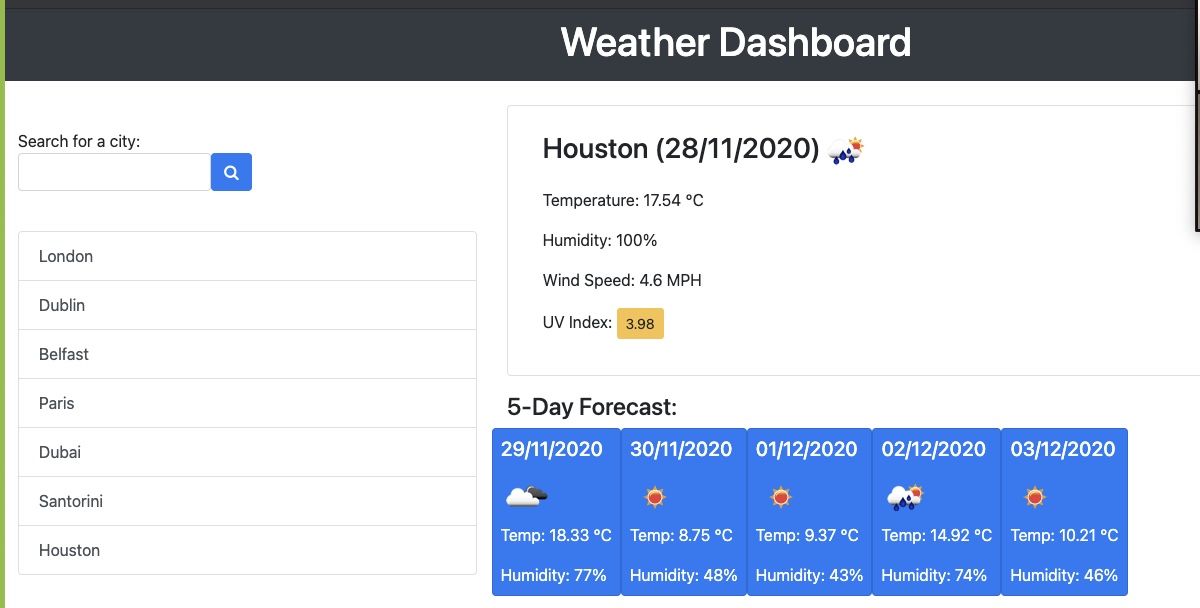 Weather Dashboard
Search for a city:
London
Dublin
Belfast
Paris
Dubai
Santorini
Houston
Houston (28/11/2020)
Temperature: 17.54 °C
Humidity: 100%
Wind Speed: 4.6 MPH
UV Index: 3.98
5-Day Forecast:
29/11/2020
Temp: 18.33 °C
Humidity: 77%
30/11/2020
Temp: 8.75 °C
Humidity: 48%
01/12/2020
Temp: 9.37 °C
Humidity: 43%
02/12/2020
Temp: 14.92 °C
Humidity: 74%
03/12/2020
Temp: 10.21 °C
Humidity: 46%